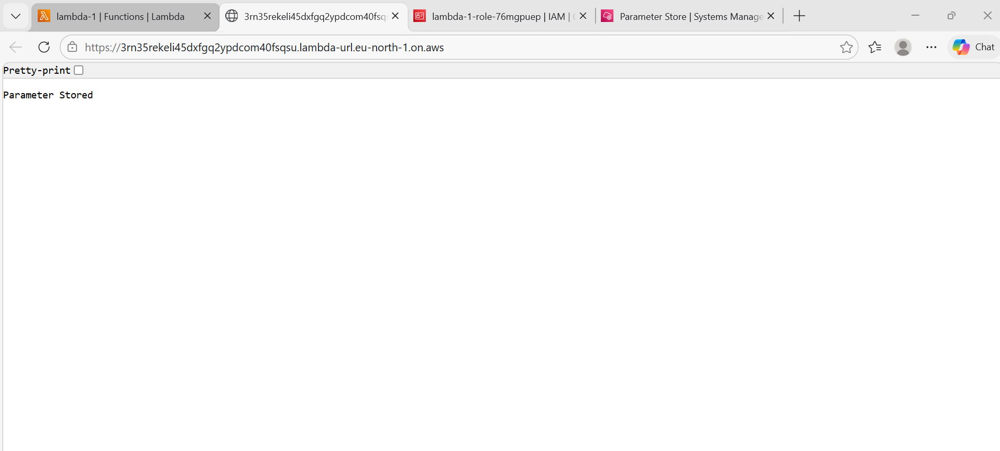 lambda-1 | Functions | Lambda
3rn35rekeli45dxfgq2ypdcom40fsqs
lambda-1-role-76mgpuep | IAM |
Parameter Store | Systems Manage
https://3rn35rekeli45dxfgq2ypdcom40fsqsu.lambda-url.eu-north-1.on.aws
Chat
Pretty-print
Parameter Stored